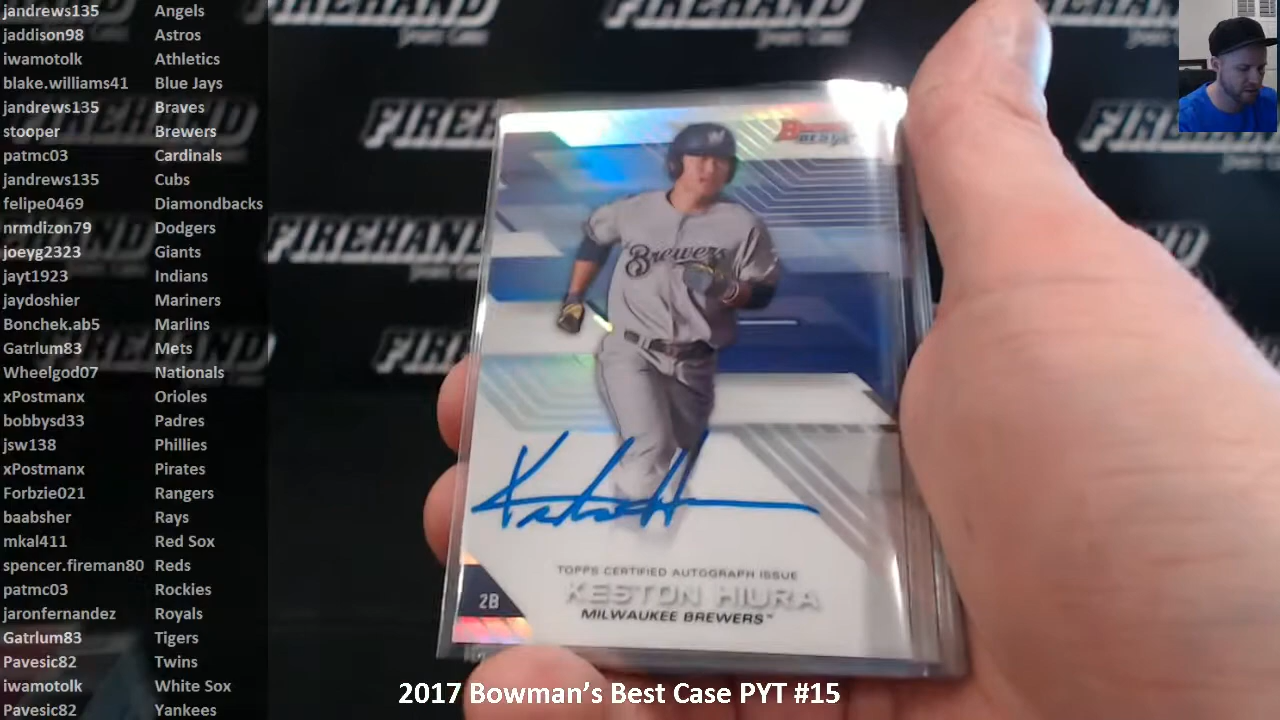 jandrews135 Angels
jaddison98 Astros
iwamotolk Athletics
blake.williams41 Blue Jays
jandrews135 Braves
stooper Brewers
patmc03 Cardinals
jandrews135 Cubs
felipe0469 Diamondbacks
nrmdizon79 Dodgers
joeyg2323 Giants
jayt1923 Indians
jaydoshier Mariners
Bonchek.ab5 Marlins
Gatrlum83 Mets
Wheelgod07 Nationals
xPostmanx Orioles
bobbysd33 Padres
jsw138 Phillies
xPostmanx Pirates
Forbzie021 Rangers
baabsher Rays
mkal411 Red Sox
spencer.fireman80 Reds
patmc03 Rockies
jaronfernandez Royals
Gatrlum83 Tigers
Pavesic82 Twins
iwamotolk White Sox
Pavesic82 Yankees
FIREHAND
FIREHAND
FIREHAND
FIREHAND
Bowman's
BEST
Brewers
TOPPS CERTIFIED AUTOGRAPH ISSUE
KESTON HIURA
2B
MILWAUKEE BREWERS™
2017 Bowman's Best Case PYT #15